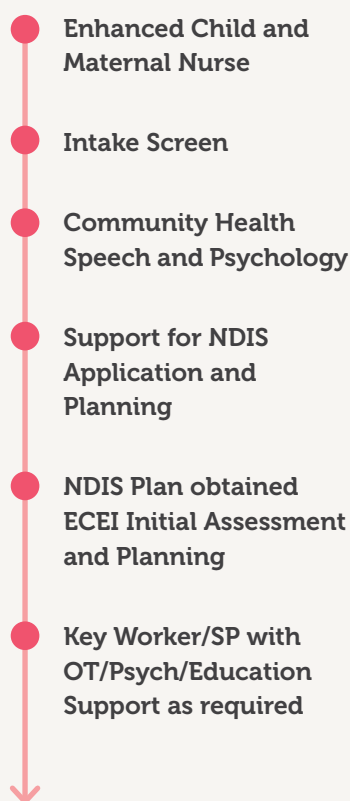 Enhanced Child and
Maternal Nurse
Intake Screen
Community Health
Speech and Psychology
Support for NDIS
Application and
Planning
NDIS Plan obtained
ECEI Initial Assessment
and Planning
Key Worker/SP with
OT/Psych/Education
Support as required